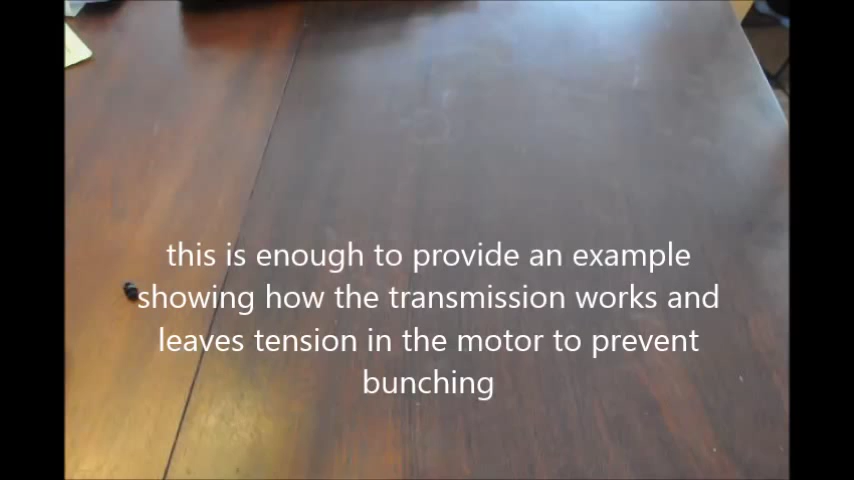 this is enough to provide an example
showing how the transmission works and
leaves tension in the motor to prevent
bunching